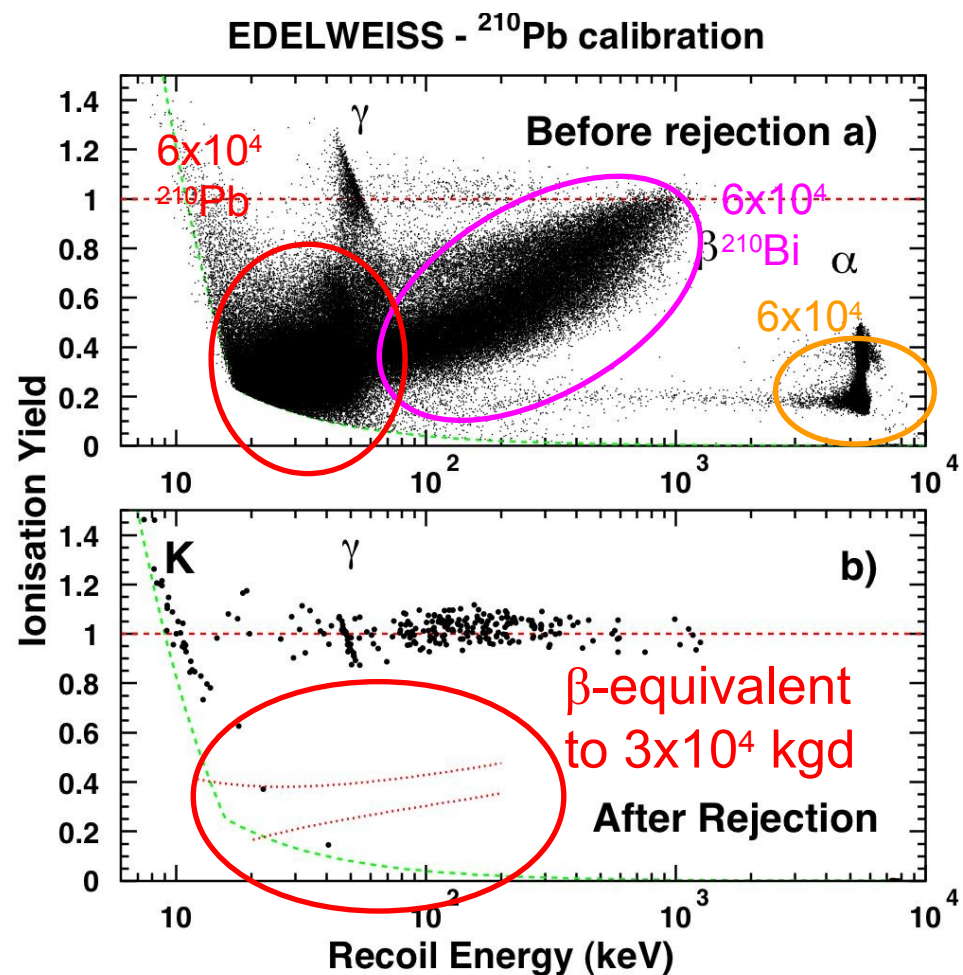 EDELWEISS - ²¹⁰Pb calibration
Ionisation Yield
1.4
1.2
1
0.8
0.6
0.4
0.2
0
γ
Before rejection a)
6x10⁴
²¹⁰Pb
6x10⁴
β ²¹⁰Bi
α
6x10⁴
10 10² 10³ 10⁴
1.4
1.2
1
0.8
0.6
0.4
0.2
0
K
γ
b)
β-equivalent
to 3x10⁴ kgd
After Rejection
10 10² 10³ 10⁴
Recoil Energy (keV)